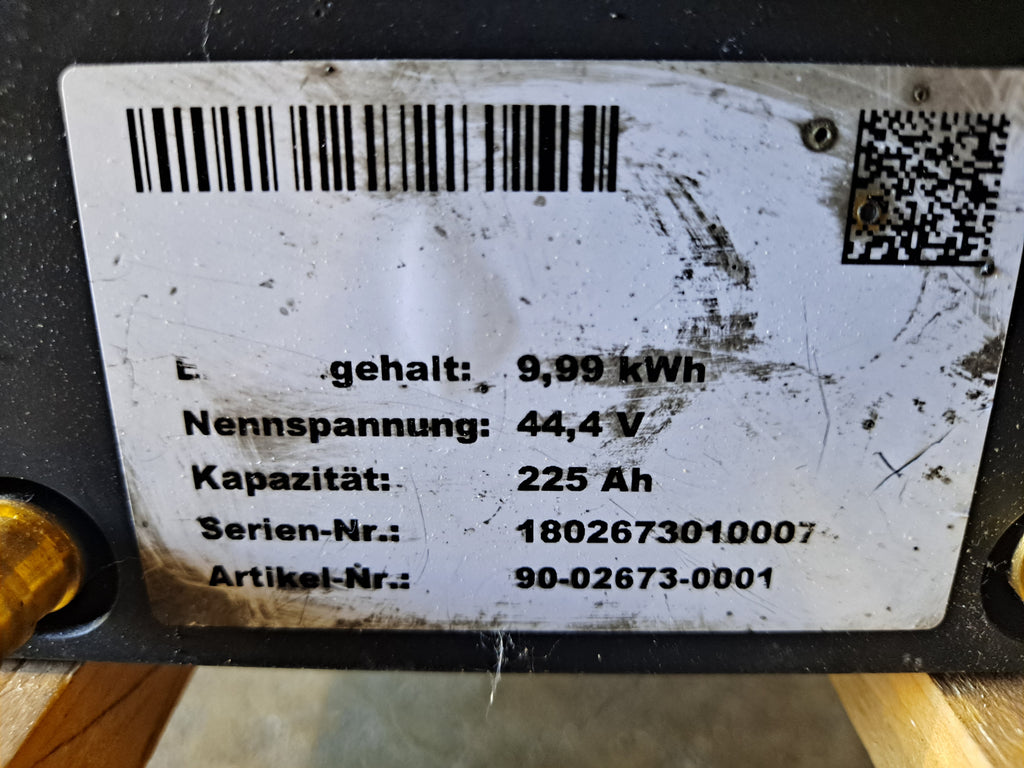 gehalt: 9,99 kWh
Nennspannung: 44,4 V
Kapazität: 225 Ah
Serien-Nr.: 1802673010007
Artikel-Nr.: 90-02673-0001